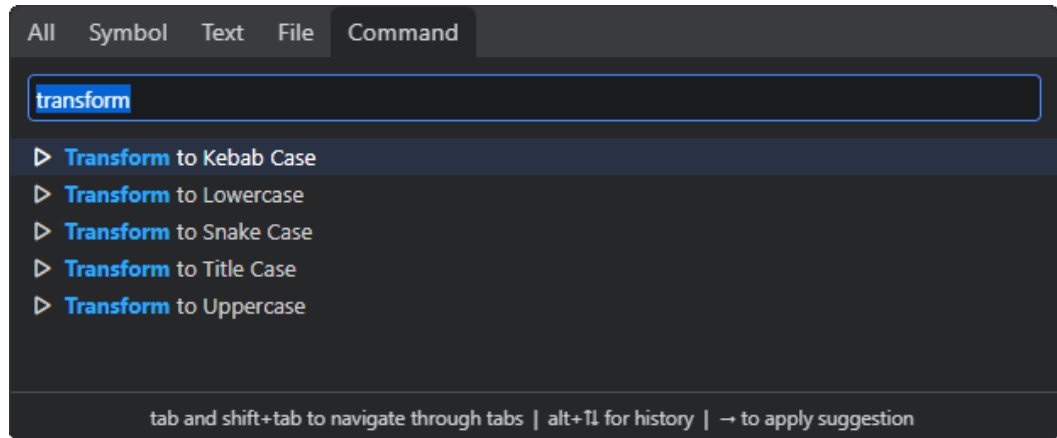 All Symbol Text File Command
transform
Transform to Kebab Case
Transform to Lowercase
Transform to Snake Case
Transform to Title Case
Transform to Uppercase
tab and shift+tab to navigate through tabs | alt+⇅ for history | → to apply suggestion